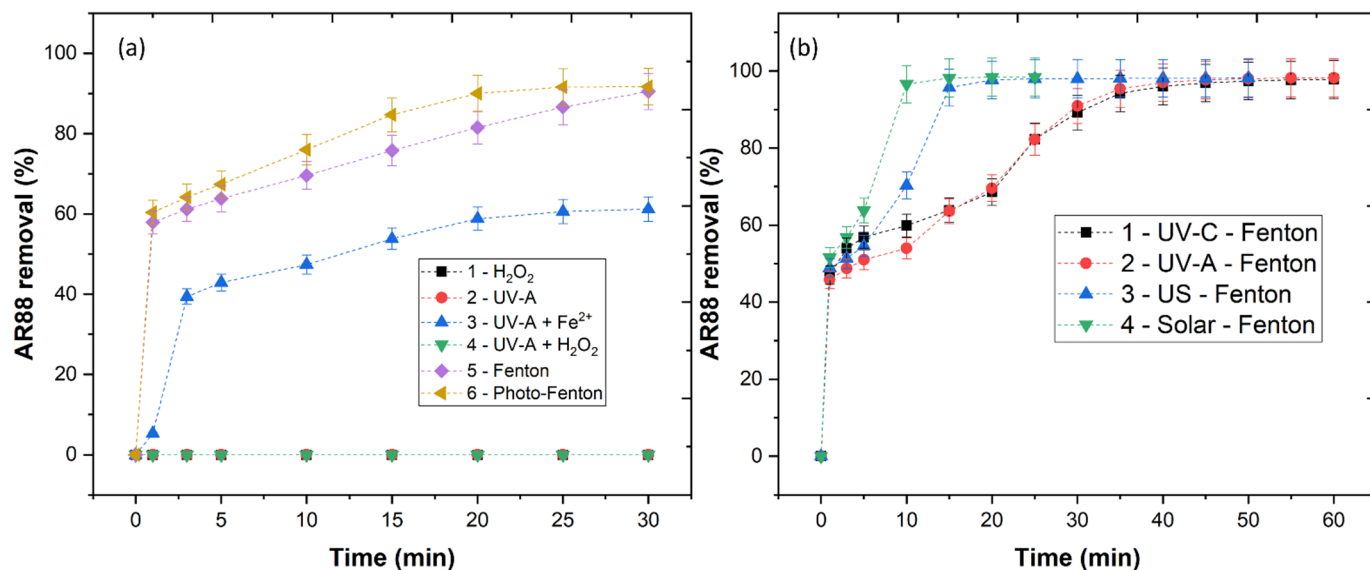 (a)
AR88 removal (%)
100
80
60
40
20
0
1 - H₂O₂
2 - UV-A
3 - UV-A + Fe²⁺
4 - UV-A + H₂O₂
5 - Fenton
6 - Photo-Fenton
0 5 10 15 20 25 30
Time (min)
(b)
AR88 removal (%)
100
80
60
40
20
0
1 - UV-C - Fenton
2 - UV-A - Fenton
3 - US - Fenton
4 - Solar - Fenton
0 10 20 30 40 50 60
Time (min)